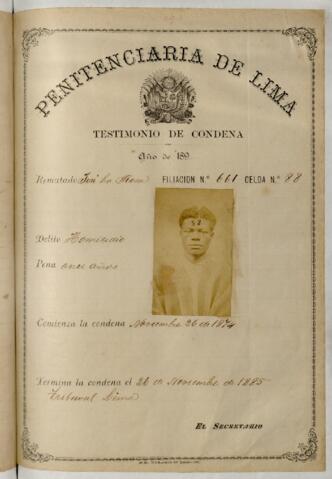 PENITENCIARIA DE LIMA
TESTIMONIO DE CONDENA
Año de 189
Rematado José FILIACION N.º 661 CELDA N.º 88
Delito Homicidio
Pena once años
Comienza la condena Noviembre 26 de 1874
Termina la condena el 26 de Noviembre de 1885
Tribunal Lima
EL SECRETARIO